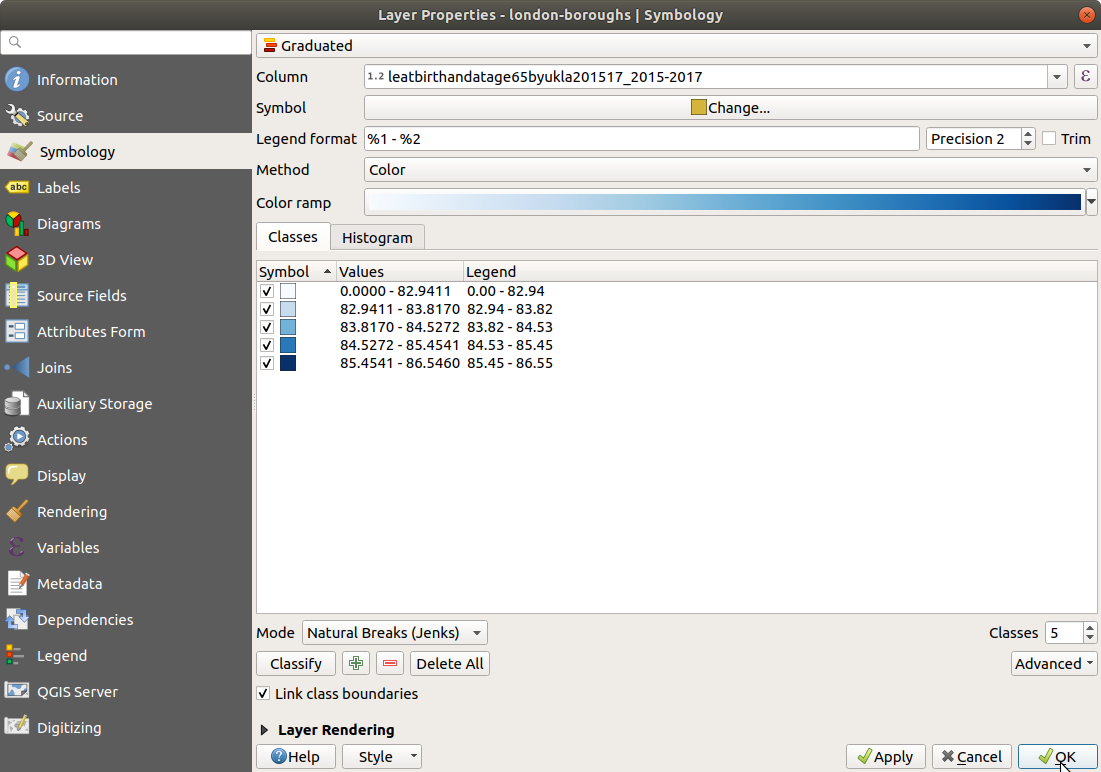 Layer Properties - london-boroughs | Symbology
Information
Source
Symbology
abc Labels
Diagrams
3D View
Source Fields
Attributes Form
Joins
Auxiliary Storage
Actions
Display
Rendering
Variables
Metadata
Dependencies
Legend
QGIS Server
Digitizing
Graduated
Column 1.2 leatbirthandatage65byukla201517_2015-2017 ε
Symbol Change...
Legend format %1 - %2 Precision 2 Trim
Method Color
Color ramp
Classes Histogram
Symbol Values Legend
0.0000 - 82.9411 0.00 - 82.94
82.9411 - 83.8170 82.94 - 83.82
83.8170 - 84.5272 83.82 - 84.53
84.5272 - 85.4541 84.53 - 85.45
85.4541 - 86.5460 85.45 - 86.55
Mode Natural Breaks (Jenks) Classes 5
Classify Delete All Advanced
Link class boundaries
Layer Rendering
Help Style Apply Cancel OK